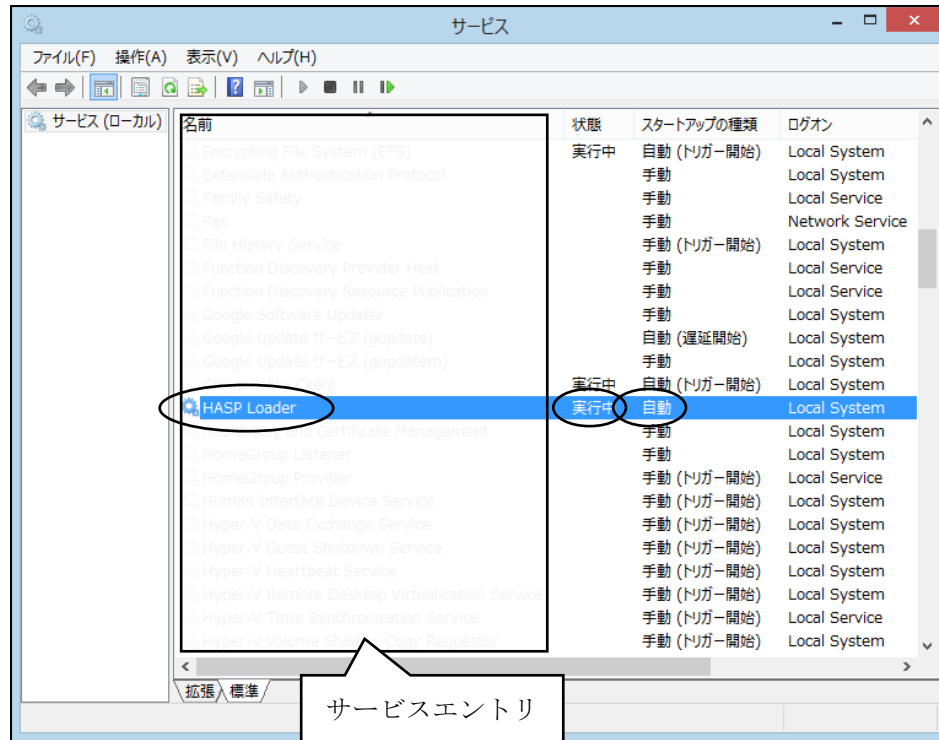 サービス
ファイル(F) 操作(A) 表示(V) ヘルプ(H)
サービス (ローカル)
名前 状態 スタートアップの種類 ログオン
Encrypting File System (EFS) 実行中 自動 (トリガー開始) Local System
Extensible Authentication Protocol 手動 Local System
Family Safety 手動 Local Service
Fax 手動 Network Service
File History Service 手動 (トリガー開始) Local System
Function Discovery Provider Host 手動 Local Service
Function Discovery Resource Publication 手動 Local Service
Google Software Updater 手動 Local System
Google Update サービス (gupdate) 自動 (遅延開始) Local System
Google Update サービス (gupdatem) 手動 Local System
Client 実行中 自動 (トリガー開始) Local System
HASP Loader 実行中 自動 Local System
and Certificate Management 手動 Local System
HomeGroup Listener 手動 Local System
HomeGroup Provider 手動 (トリガー開始) Local Service
Human Interface Device Service 手動 (トリガー開始) Local System
Hyper-V Data Exchange Service 手動 (トリガー開始) Local System
Hyper-V Guest Shutdown Service 手動 (トリガー開始) Local System
Hyper-V Heartbeat Service 手動 (トリガー開始) Local System
Hyper-V Remote Desktop Virtualization Service 手動 (トリガー開始) Local System
Hyper-V Time Synchronization Service 手動 (トリガー開始) Local Service
Hyper-V Volume Shadow Copy Requestor 手動 (トリガー開始) Local System
拡張 標準
サービスエントリ